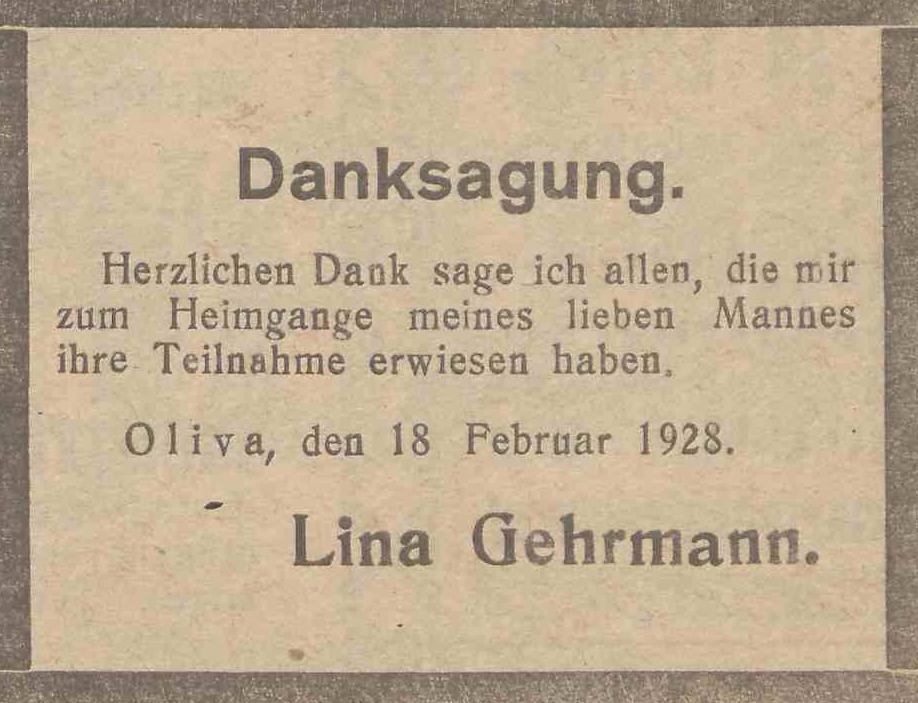 Danksagung.
Herzlichen Dank sage ich allen, die mir
zum Heimgange meines lieben Mannes
ihre Teilnahme erwiesen haben.
Oliva, den 18 Februar 1928.
Lina Gehrmann.